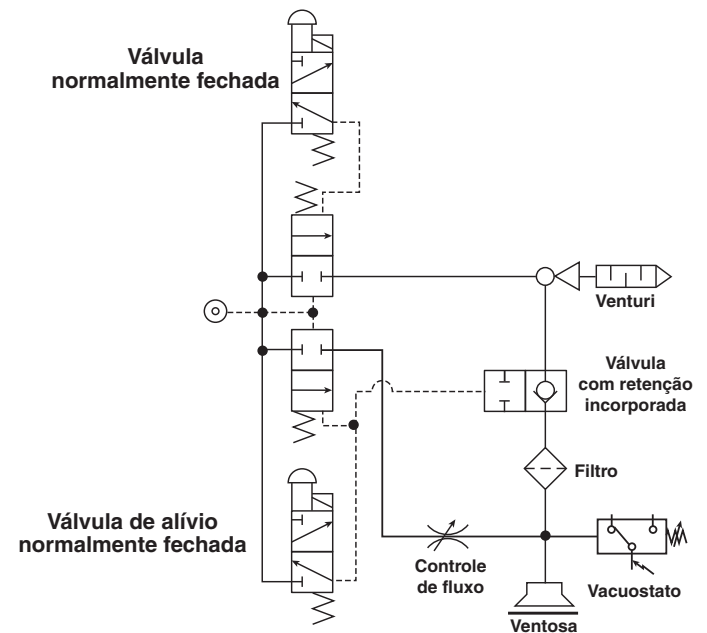 Válvula
normalmente fechada
Venturi
Válvula
com retenção
incorporada
Filtro
Válvula de alívio
normalmente fechada
Controle
de fluxo
Vacuostato
Ventosa